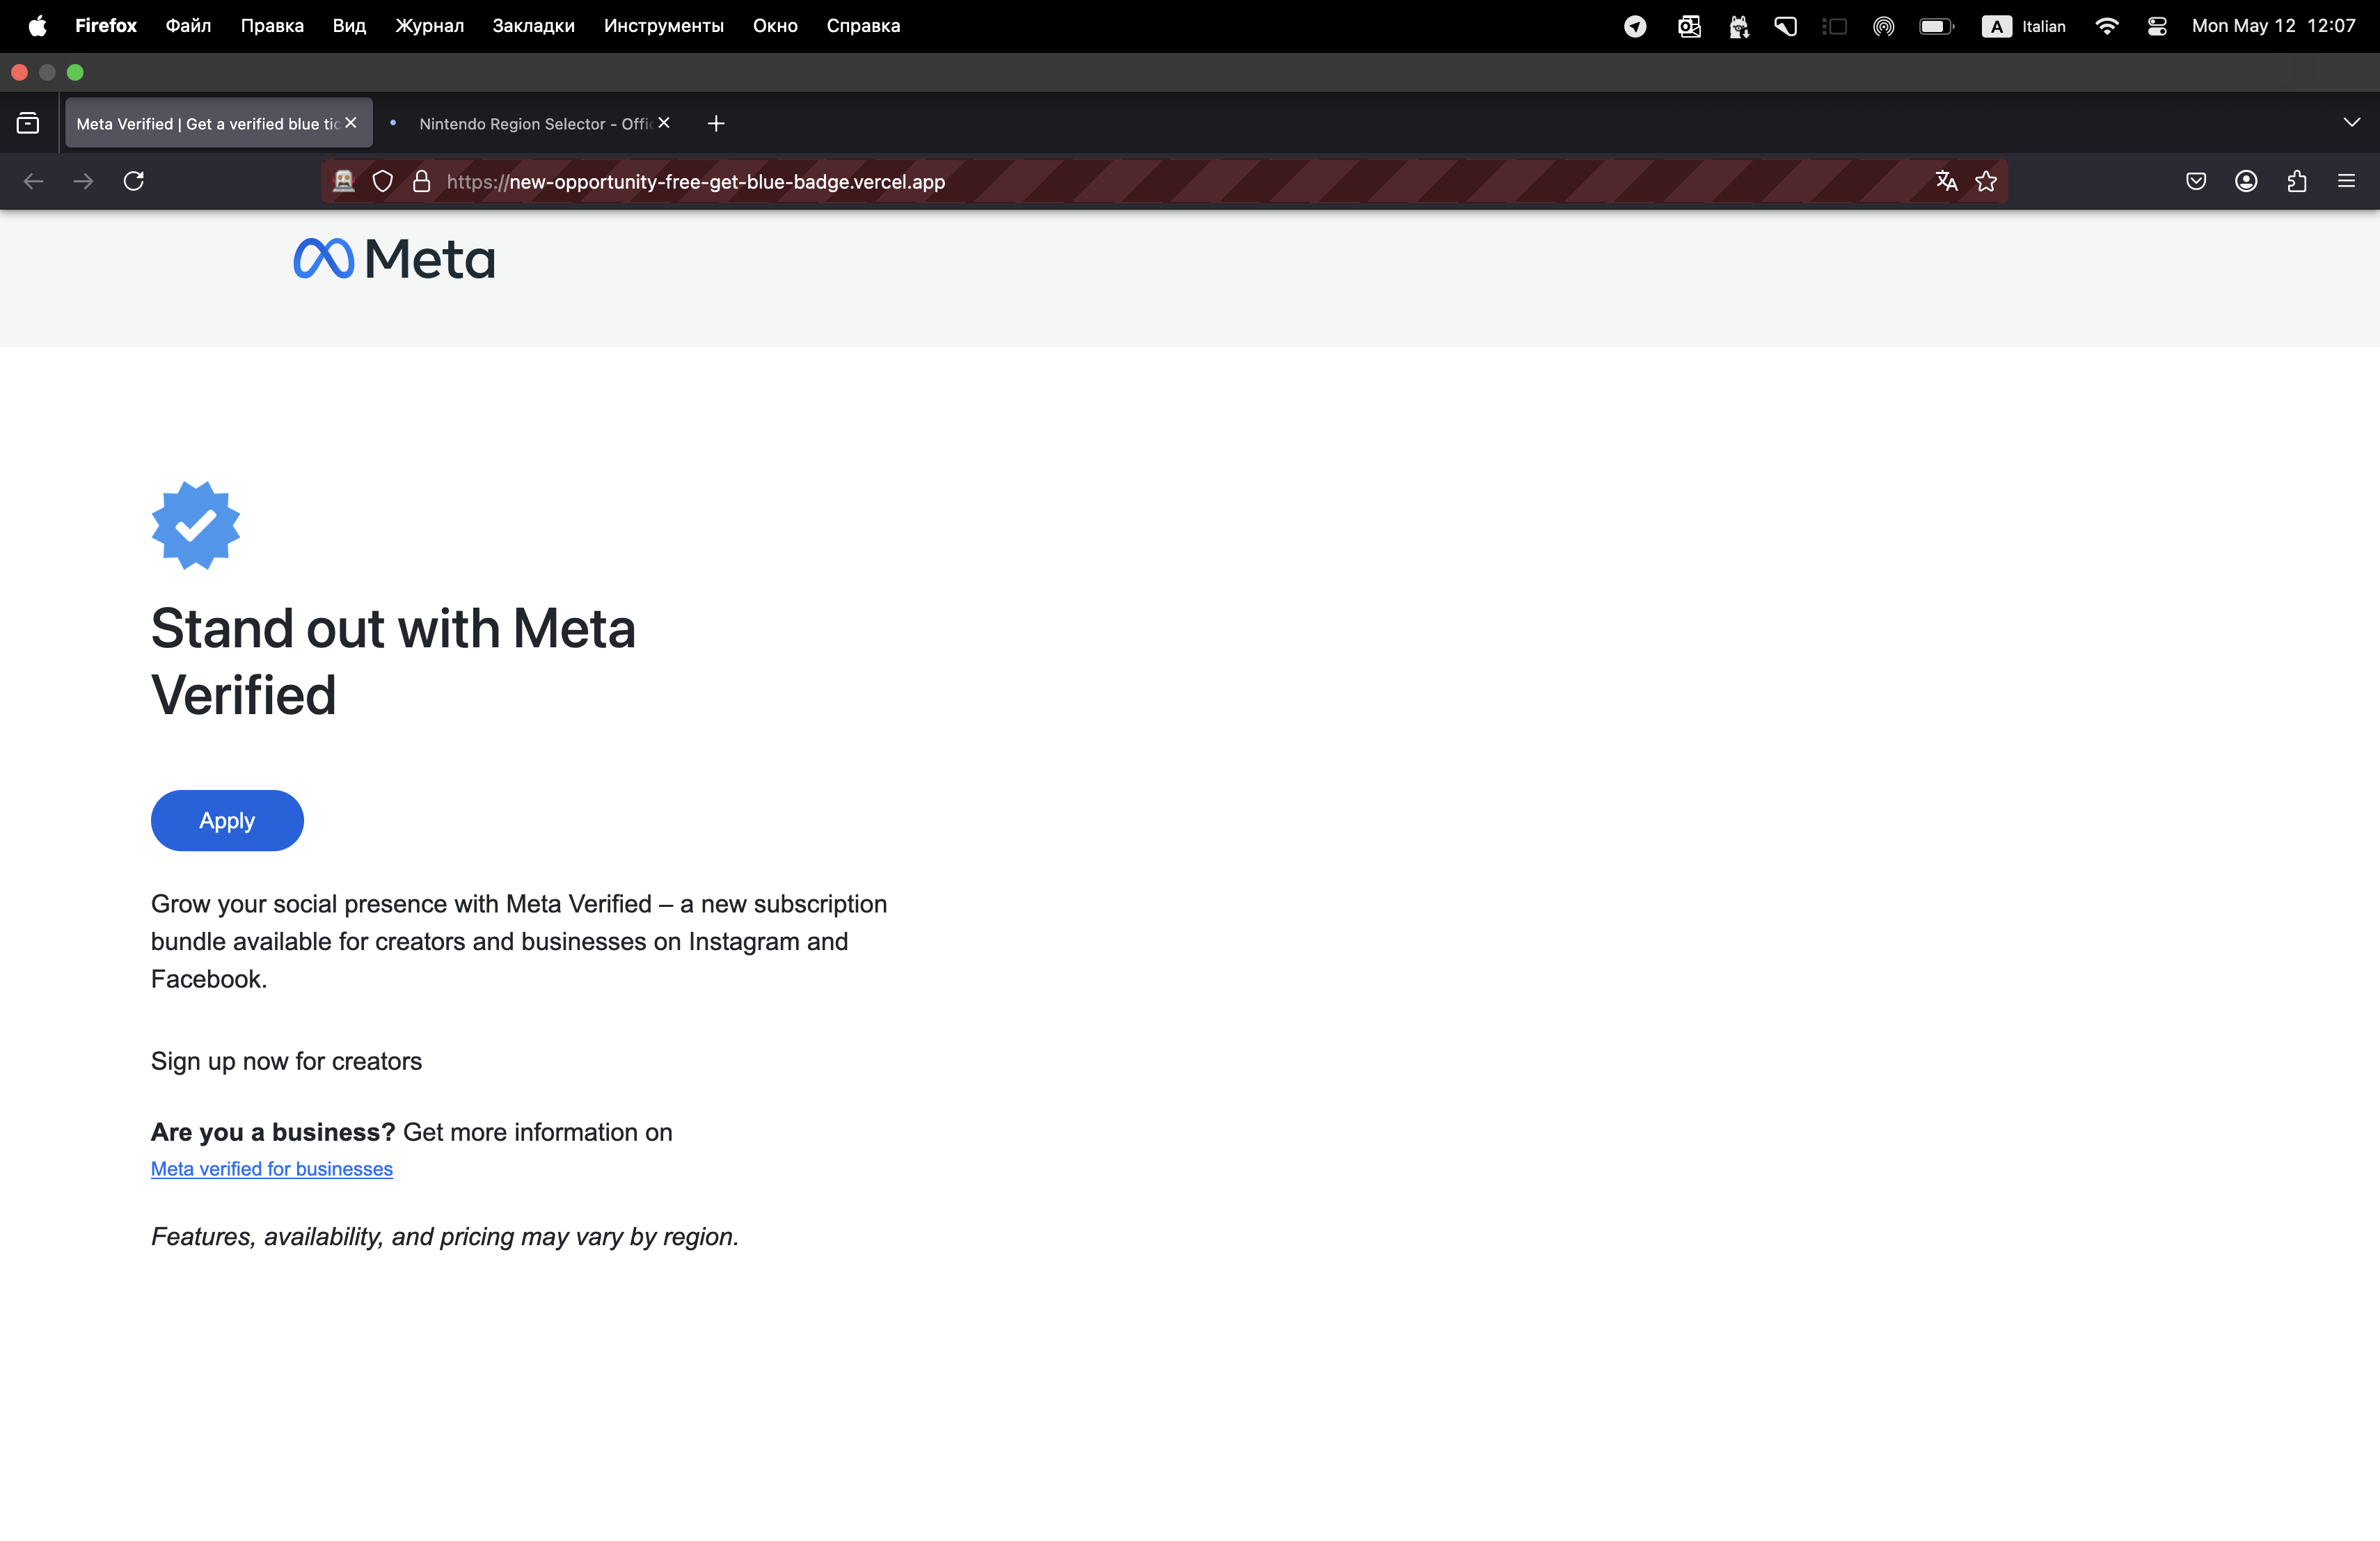 Firefox Файл Правка Вид Журнал Закладки Инструменты Окно Справка A Italian Mon May 12 12:07
Meta Verified | Get a verified blue tic Nintendo Region Selector - Offic
https://new-opportunity-free-get-blue-badge.vercel.app
Meta
Stand out with Meta
Verified
Apply
Grow your social presence with Meta Verified – a new subscription
bundle available for creators and businesses on Instagram and
Facebook.
Sign up now for creators
Are you a business? Get more information on
Meta verified for businesses
Features, availability, and pricing may vary by region.